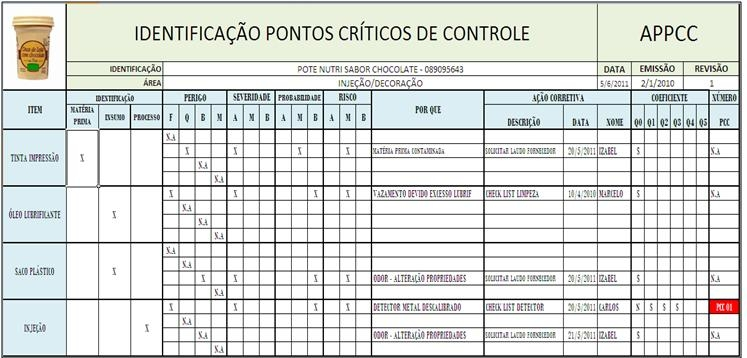 IDENTIFICAÇÃO PONTOS CRÍTICOS DE CONTROLE APPCC
IDENTIFICAÇÃO POTE NUTRI SABOR CHOCOLATE - 089095643 DATA EMISSÃO REVISÃO
ÁREA INJEÇÃO/DECORAÇÃO 5/6/2011 2/1/2010 1
ITEM IDENTIFICAÇÃO PERIGO SEVERIDADE PROBABILIDADE RISCO POR QUE AÇÃO CORRETIVA COEFICIENTE NÚMERO
MATÉRIA PRIMA INSUMO PROCESSO F Q B M A M B A M B A M B DESCRIÇÃO DATA NOME Q0 Q1 Q2 Q3 Q4 Q5 PCC
N.A
TINTA IMPRESSÃO X X X X X MATÉRIA PRIMA CONTAMINADA SOLICITAR LAUDO FORNECEDOR 20/5/2011 IZABEL S N.A
N.A
N.A
X X X X VAZAMENTO DEVIDO EXCESSO LUBRIF CHECK LIST LIMPEZA 10/4/2010 MARCELO S N.A
ÓLEO LUBRIFICANTE X N.A
N.A
N.A
N.A
N.A
SACO PLÁSTICO X X X X X ODOR - ALTERAÇÃO PROPRIEDADES SOLICITAR LAUDO FORNECEDOR 20/5/2011 IZABEL S N.A
N.A
X X X X DETECTOR METAL DESCALIBRADO CHECK LIST DETECTOR 20/5/2011 CARLOS N S S S PCC 01
INJEÇÃO X N.A
X X X X ODOR - ALTERAÇÃO PROPRIEDADES SOLICITAR LAUDO FORNECEDOR 21/5/2011 IZABEL S N.A
N.A